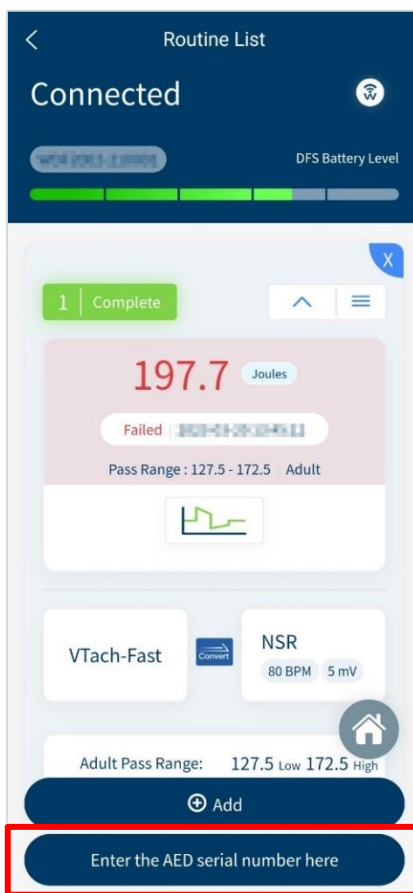 Routine List
Connected
DFS Battery Level
X
1 Complete
197.7 Joules
Failed
Pass Range : 127.5 - 172.5 Adult
VTach-Fast
Convert
NSR
80 BPM 5 mV
Adult Pass Range: 127.5 Low 172.5 High
Add
Enter the AED serial number here